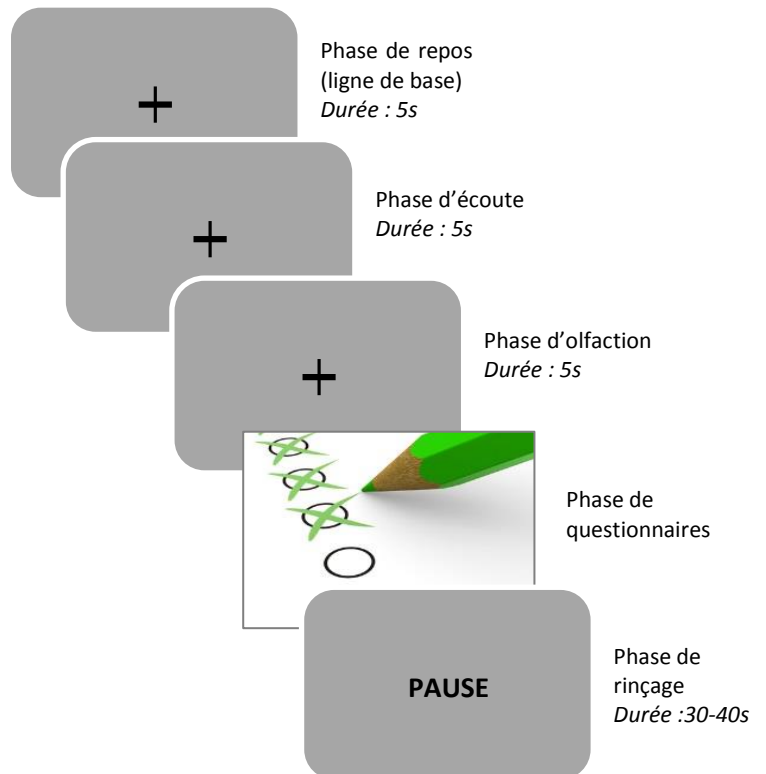 Phase de repos
(ligne de base)
Durée : 5s
Phase d'écoute
Durée : 5s
Phase d'olfaction
Durée : 5s
Phase de
questionnaires
PAUSE
Phase de
rinçage
Durée :30-40s